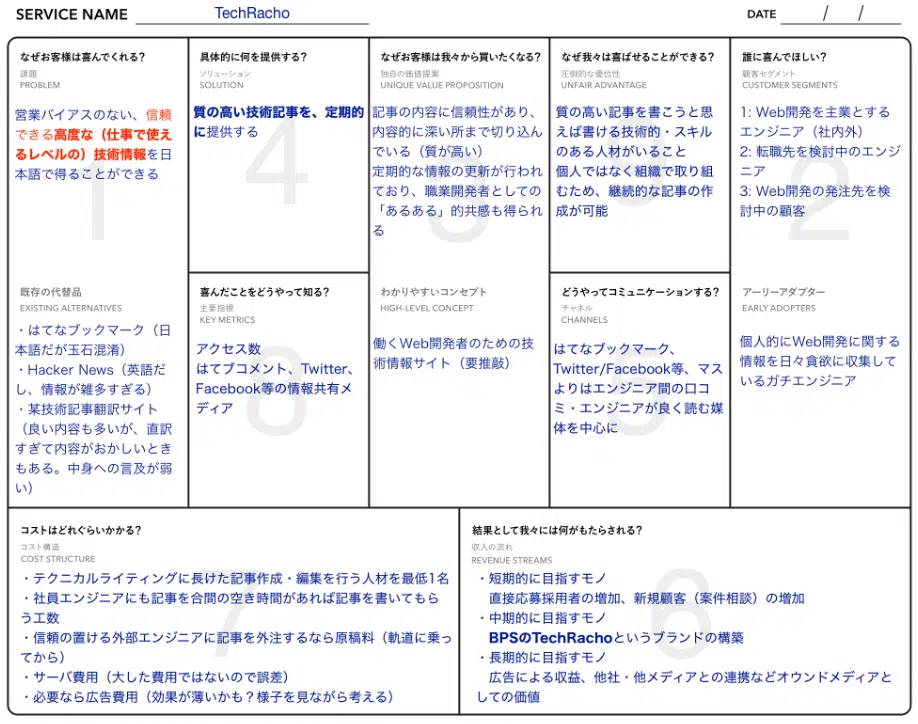 SERVICE NAME TechRacho
DATE / /
なぜお客様は喜んでくれる?
課題
PROBLEM
営業バイアスのない、信頼
できる高度な（仕事で使え
るレベルの）技術情報を日
本語で得ることができる
1
既存の代替品
EXISTING ALTERNATIVES
・はてなブックマーク（日
本語だが玉石混淆）
・Hacker News（英語だ
し、情報が雑多すぎる）
・某技術記事翻訳サイト
（良い内容も多いが、直訳
すぎて内容がおかしいとき
もある。中身への言及が弱
い）
具体的に何を提供する?
ソリューション
SOLUTION
質の高い技術記事を、定期的
に提供する
4
喜んだことをどうやって知る?
主要指標
KEY METRICS
アクセス数
はてブコメント、Twitter、
Facebook等の情報共有メ
ディア
8
なぜお客様は我々から買いたくなる?
独自の価値提案
UNIQUE VALUE PROPOSITION
記事の内容に信頼性があり、
内容的に深い所まで切り込ん
でいる（質が高い）
定期的な情報の更新が行われ
ており、職業開発者としての
「あるある」的共感も得られ
る
3
わかりやすいコンセプト
HIGH-LEVEL CONCEPT
働くWeb開発者のための技
術情報サイト（要推敲）
なぜ我々は喜ばせることができる?
圧倒的な優位性
UNFAIR ADVANTAGE
質の高い記事を書こうと思
えば書ける技術的・スキル
のある人材がいること
個人ではなく組織で取り組
むため、継続的な記事の作
成が可能
9
どうやってコミュニケーションする?
チャネル
CHANNELS
はてなブックマーク、
Twitter/Facebook等、マス
よりはエンジニア間の口コ
ミ・エンジニアが良く読む媒
体を中心に
5
誰に喜んでほしい?
顧客セグメント
CUSTOMER SEGMENTS
1: Web開発を主業とする
エンジニア（社内外）
2: 転職先を検討中のエンジ
ニア
3: Web開発の発注先を検
討中の顧客
2
アーリーアダプター
EARLY ADOPTERS
個人的にWeb開発に関する
情報を日々貪欲に収集して
いるガチエンジニア
コストはどれぐらいかかる?
コスト構造
COST STRUCTURE
・テクニカルライティングに長けた記事作成・編集を行う人材を最低1名
・社員エンジニアにも記事を合間の空き時間があれば記事を書いてもら
う工数
・信頼の置ける外部エンジニアに記事を外注するなら原稿料（軌道に乗っ
てから）
・サーバ費用（大した費用ではないので誤差）
・必要なら広告費用（効果が薄いかも？様子を見ながら考える）
7
結果として我々には何がもたらされる?
収入の流れ
REVENUE STREAMS
・短期的に目指すモノ
直接応募採用者の増加、新規顧客（案件相談）の増加
・中期的に目指すモノ
BPSのTechRachoというブランドの構築
・長期的に目指すモノ
広告による収益、他社・他メディアとの連携などオウンドメディアと
しての価値
6